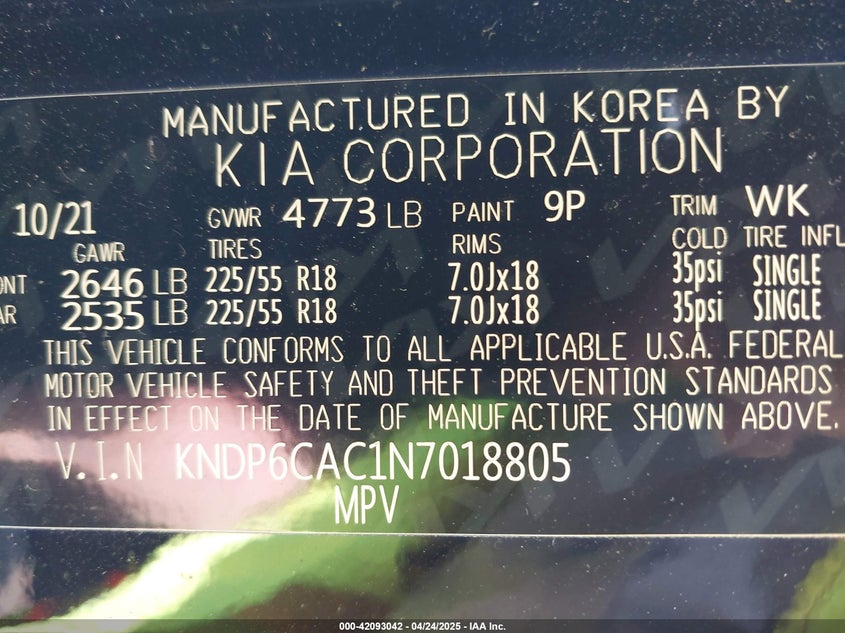 MANUFACTURED IN KOREA BY
KIA CORPORATION
10/21 GVWR 4773 LB PAINT 9P TRIM WK
GAWR TIRES RIMS COLD TIRE INFL
ONT 2646 LB 225/55 R18 7.0Jx18 35psi SINGLE
AR 2535 LB 225/55 R18 7.0Jx18 35psi SINGLE
THIS VEHICLE CONFORMS TO ALL APPLICABLE U.S.A. FEDERAL
MOTOR VEHICLE SAFETY AND THEFT PREVENTION STANDARDS
IN EFFECT ON THE DATE OF MANUFACTURE SHOWN ABOVE.
V.I.N KNDP6CAC1N7018805
MPV
000-42093042 - 04/24/2025 - IAA Inc.